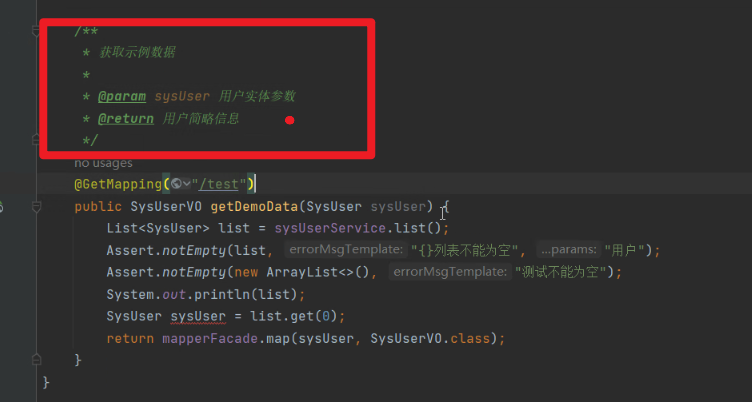 /**
* 获取示例数据
*
* @param sysUser 用户实体参数
* @return 用户简略信息
*/
no usages
@GetMapping("/test")
public SysUserVO getDemoData(SysUser sysUser) {
List<SysUser> list = sysUserService.list();
Assert.notEmpty(list, errorMsgTemplate: "{}列表不能为空", ...params: "用户");
Assert.notEmpty(new ArrayList<>(), errorMsgTemplate: "测试不能为空");
System.out.println(list);
SysUser sysUser = list.get(0);
return mapperFacade.map(sysUser, SysUserVO.class);
}
}